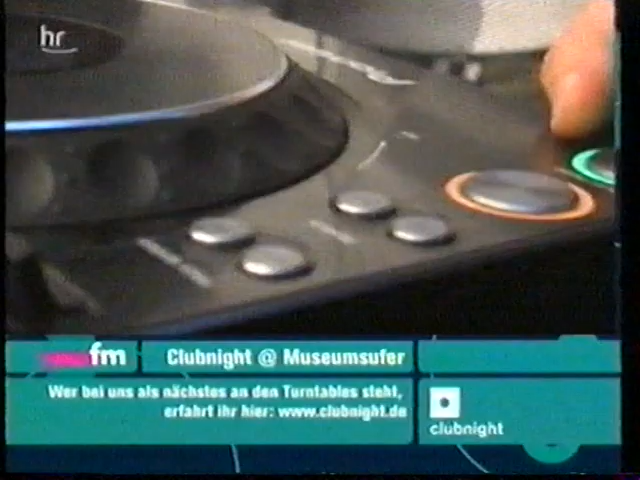 hr
fm
Clubnight @ Museumsufer
Wer bei uns als nächstes an den Turntables steht,
erfahrt ihr hier: www.clubnight.de
clubnight